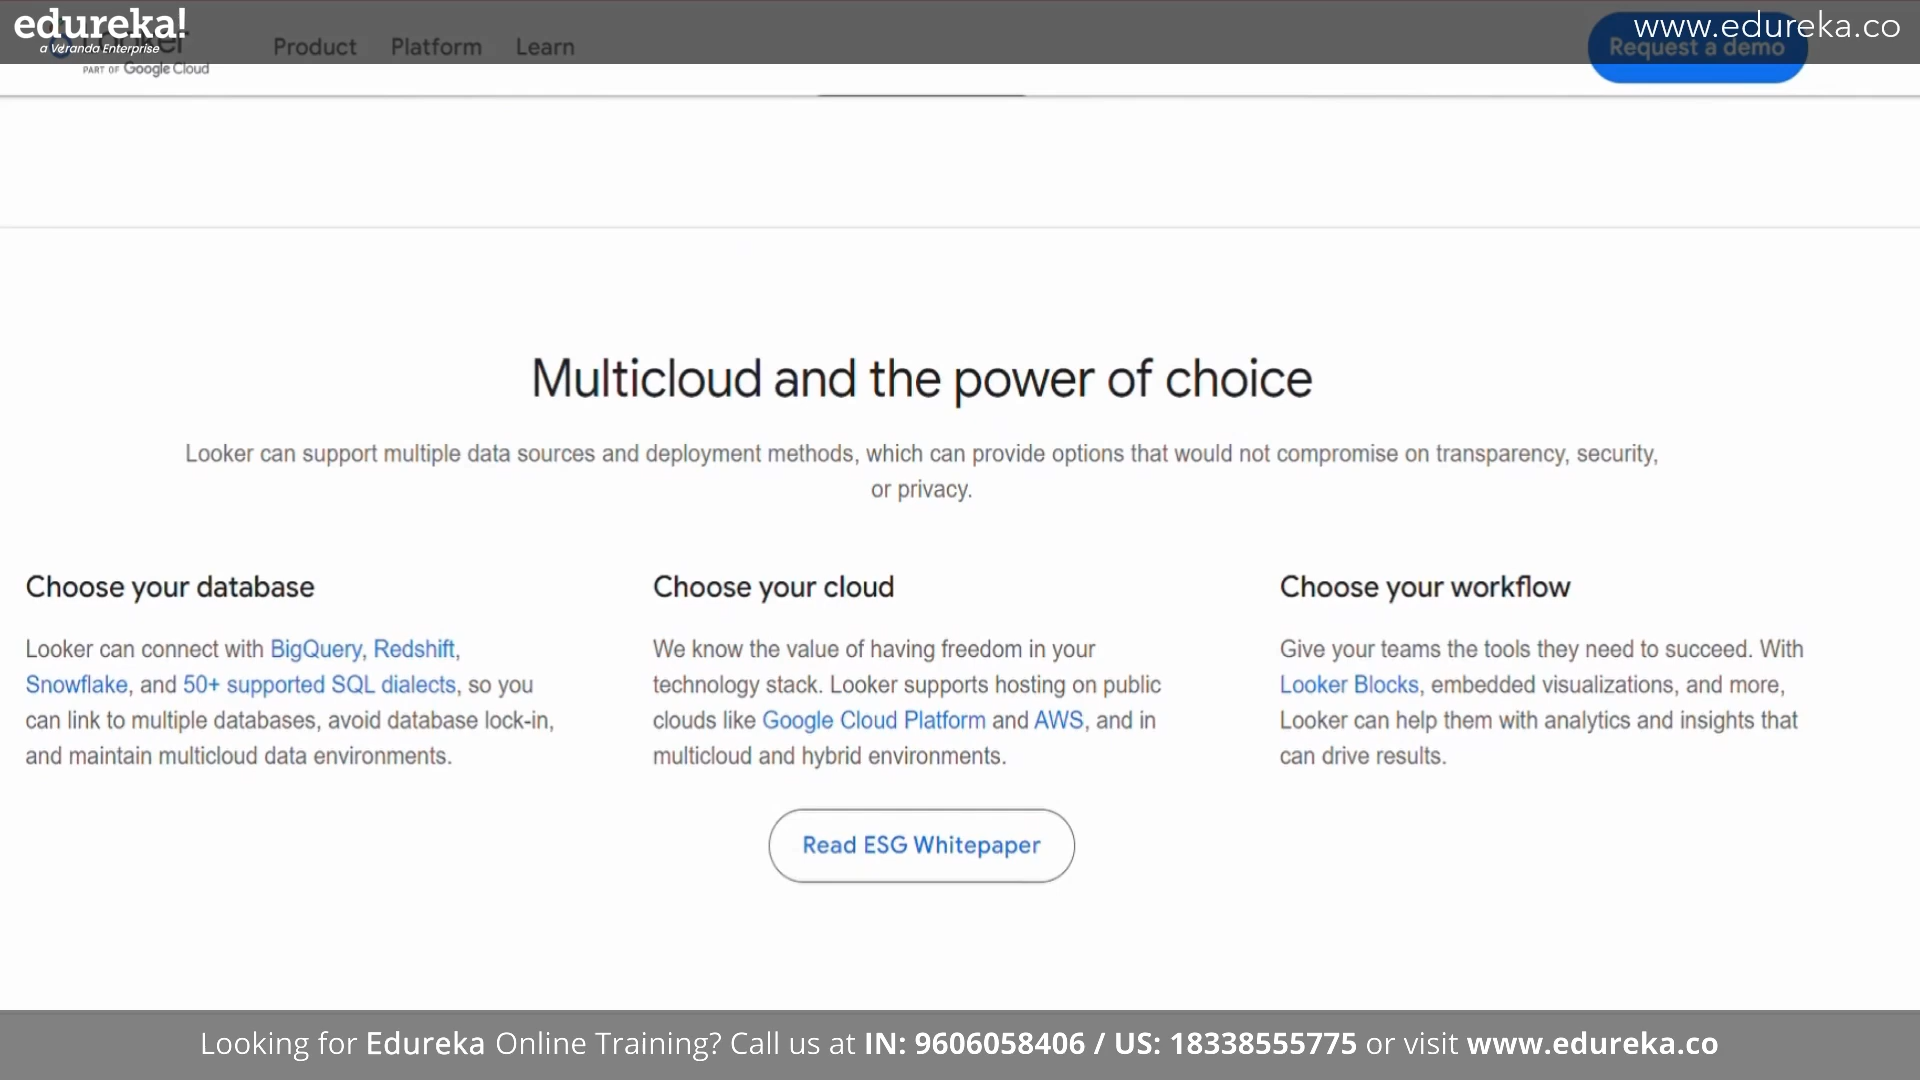 edureka!
a Veranda Enterprise
PART OF Google Cloud
Product Platform Learn
Request a demo
www.edureka.co
Multicloud and the power of choice
Looker can support multiple data sources and deployment methods, which can provide options that would not compromise on transparency, security,
or privacy.
Choose your database
Looker can connect with BigQuery, Redshift,
Snowflake, and 50+ supported SQL dialects, so you
can link to multiple databases, avoid database lock-in,
and maintain multicloud data environments.
Choose your cloud
We know the value of having freedom in your
technology stack. Looker supports hosting on public
clouds like Google Cloud Platform and AWS, and in
multicloud and hybrid environments.
Choose your workflow
Give your teams the tools they need to succeed. With
Looker Blocks, embedded visualizations, and more,
Looker can help them with analytics and insights that
can drive results.
Read ESG Whitepaper
Looking for Edureka Online Training? Call us at IN: 9606058406 / US: 18338555775 or visit www.edureka.co